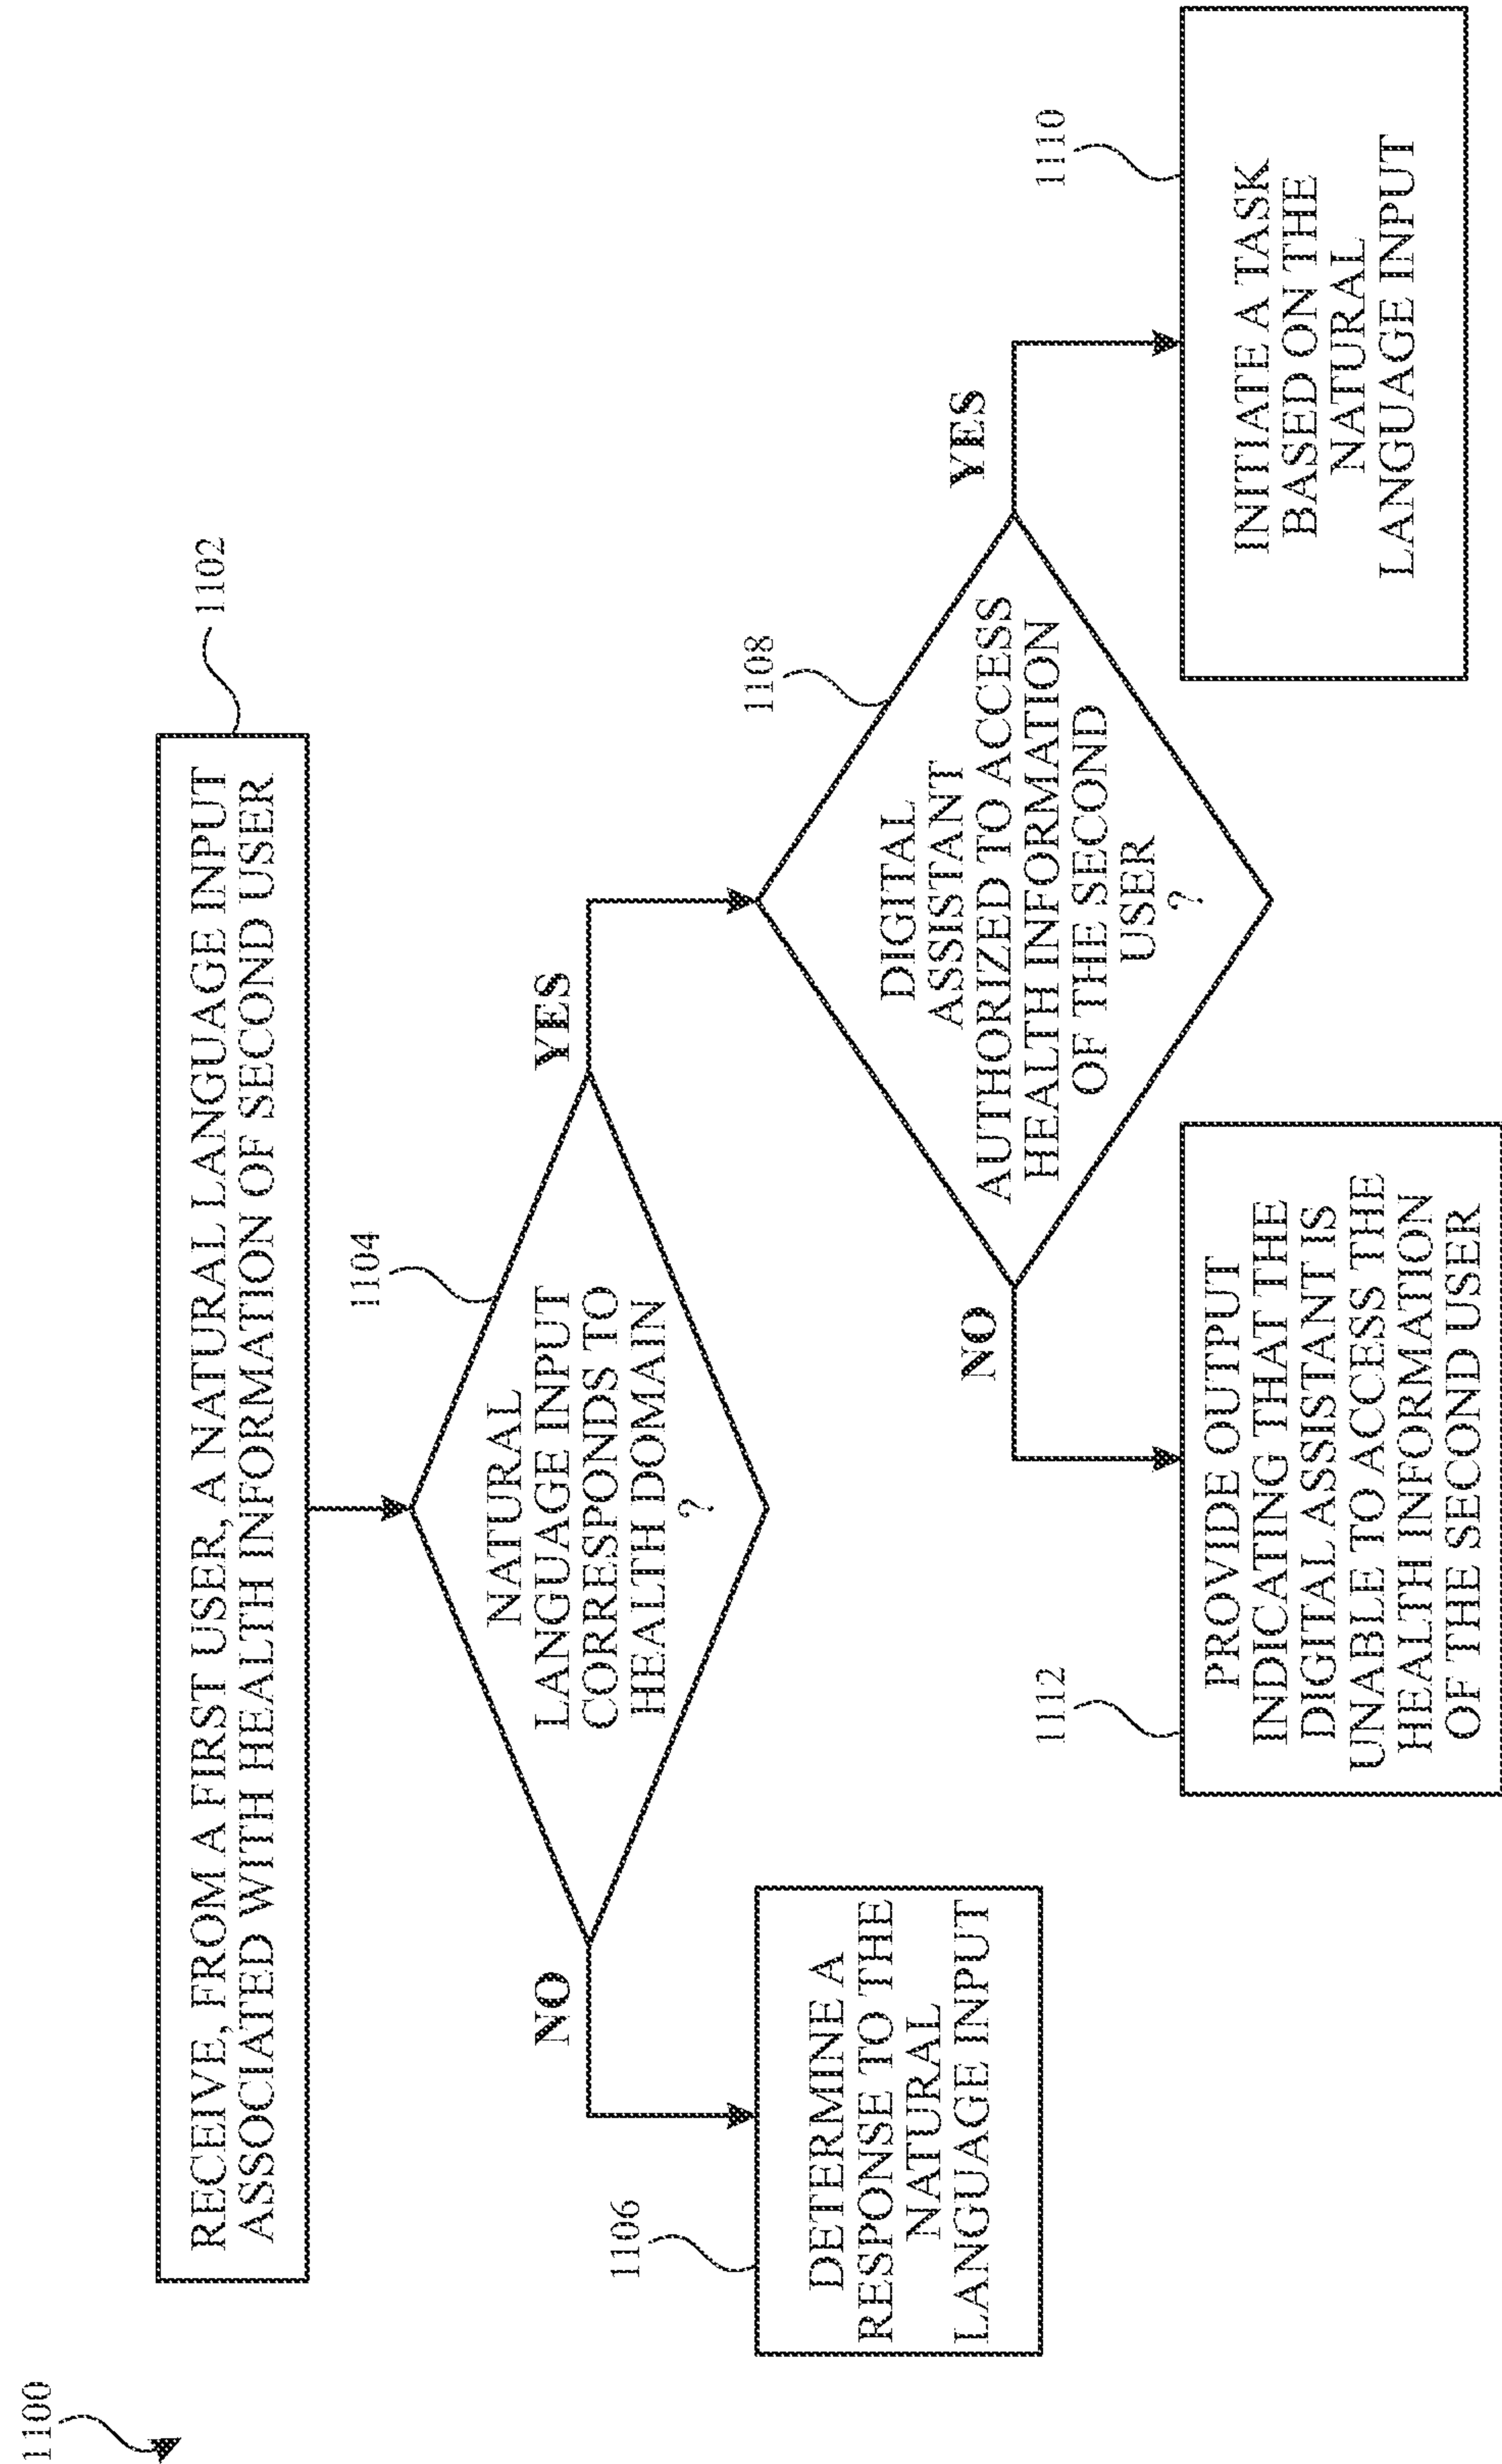 1100
RECEIVE, FROM A FIRST USER, A NATURAL LANGUAGE INPUT
ASSOCIATED WITH HEALTH INFORMATION OF SECOND USER
1102
1104
NATURAL
LANGUAGE INPUT
CORRESPONDS TO
HEALTH DOMAIN
?
NO
YES
1106
DETERMINE A
RESPONSE TO THE
NATURAL
LANGUAGE INPUT
1108
DIGITAL
ASSISTANT
AUTHORIZED TO ACCESS
HEALTH INFORMATION
OF THE SECOND
USER
?
NO
YES
1112
PROVIDE OUTPUT
INDICATING THAT THE
DIGITAL ASSISTANT IS
UNABLE TO ACCESS THE
HEALTH INFORMATION
OF THE SECOND USER
1110
INITIATE A TASK
BASED ON THE
NATURAL
LANGUAGE INPUT